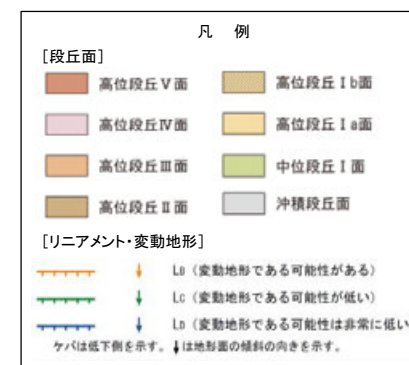 凡 例
[段丘面]
高位段丘Ⅴ面 高位段丘Ⅰb面
高位段丘Ⅳ面 高位段丘Ⅰa面
高位段丘Ⅲ面 中位段丘Ⅰ面
高位段丘Ⅱ面 沖積段丘面
[リニアメント・変動地形]
LB (変動地形である可能性がある)
LC (変動地形である可能性が低い)
LD (変動地形である可能性は非常に低い)
ケバは低下側を示す。↓は地形面の傾斜の向きを示す。